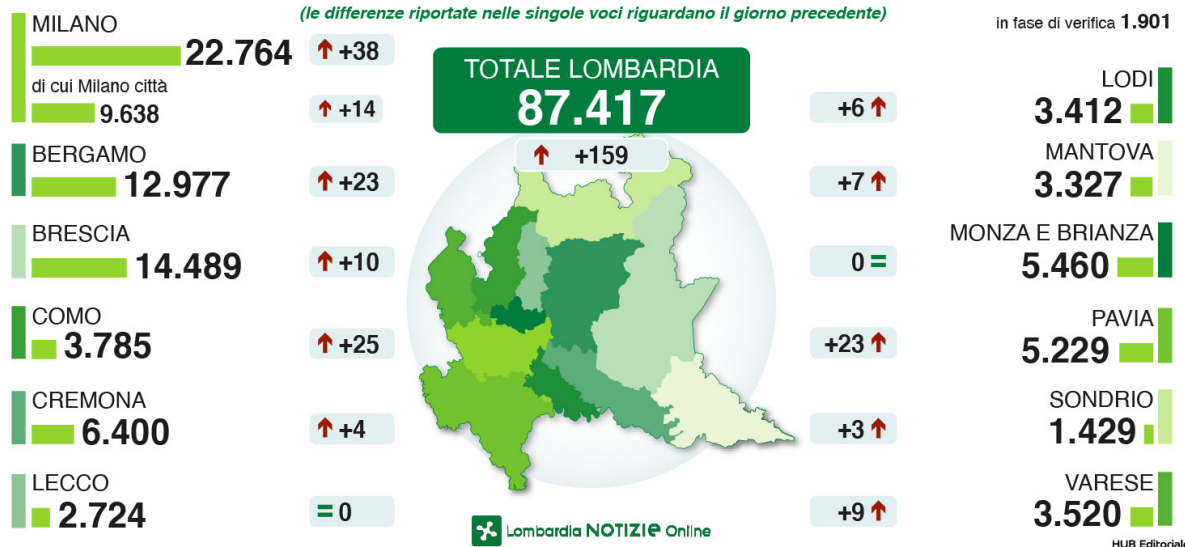 (le differenze riportate nelle singole voci riguardano il giorno precedente)
in fase di verifica 1.901
MILANO
22.764
+38
di cui Milano città
9.638
+14
BERGAMO
12.977
+23
BRESCIA
14.489
+10
COMO
3.785
+25
CREMONA
6.400
+4
LECCO
2.724
= 0
TOTALE LOMBARDIA
87.417
+159
LODI
+6
3.412
MANTOVA
+7
3.327
MONZA E BRIANZA
0 =
5.460
PAVIA
+23
5.229
SONDRIO
+3
1.429
VARESE
+9
3.520
Lombardia NOTIZIE Online
HUB Editoriale